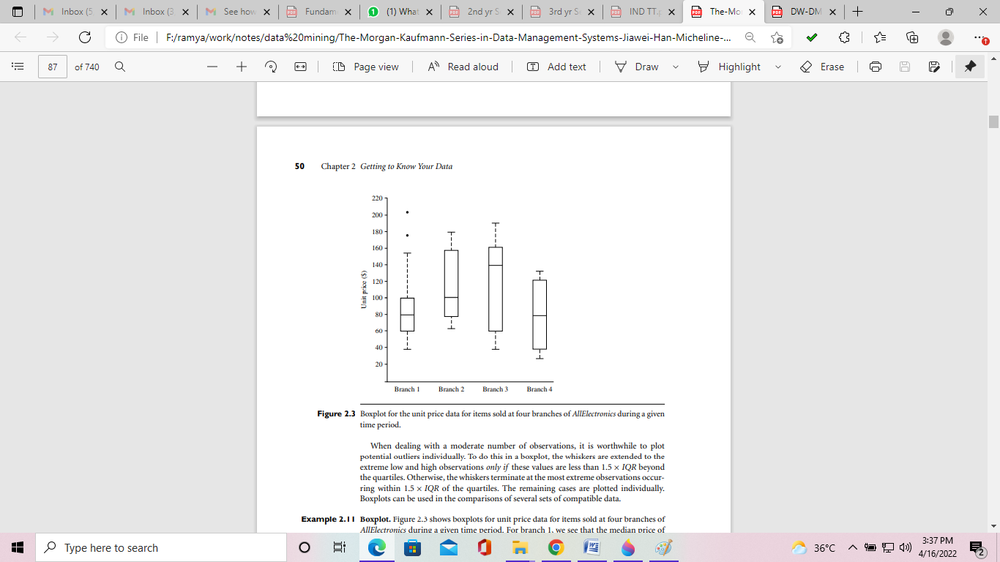 Inbox (5
Inbox (3
See how
Fundam
(1) What
2nd yr S
3rd yr S
IND TT.p
The-Mor
DW-DM
File
F:/ramya/work/notes/data%20mining/The-Morgan-Kaufmann-Series-in-Data-Management-Systems-Jiawei-Han-Micheline-...
87 of 740
Page view
Read aloud
Add text
Draw
Highlight
Erase
50 Chapter 2 Getting to Know Your Data
220
200
180
160
140
120
100
80
60
40
20
Unit price ($)
Branch 1 Branch 2 Branch 3 Branch 4
Figure 2.3 Boxplot for the unit price data for items sold at four branches of AllElectronics during a given
time period.
When dealing with a moderate number of observations, it is worthwhile to plot
potential outliers individually. To do this in a boxplot, the whiskers are extended to the
extreme low and high observations only if these values are less than 1.5 × IQR beyond
the quartiles. Otherwise, the whiskers terminate at the most extreme observations occur-
ring within 1.5 × IQR of the quartiles. The remaining cases are plotted individually.
Boxplots can be used in the comparisons of several sets of compatible data.
Example 2.11 Boxplot. Figure 2.3 shows boxplots for unit price data for items sold at four branches of
AllElectronics during a given time period. For branch 1, we see that the median price of
Type here to search
36°C
3:37 PM
4/16/2022
2